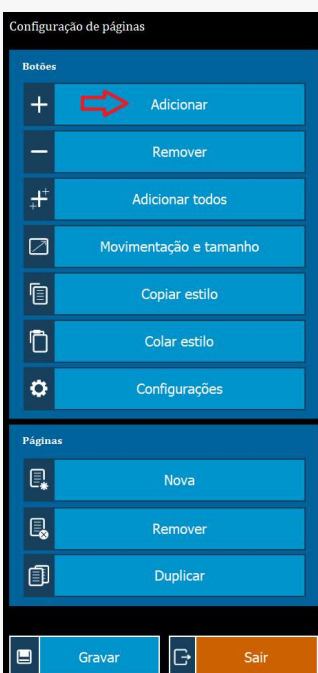 Configuração de páginas
Botões
Adicionar
Remover
Adicionar todos
Movimentação e tamanho
Copiar estilo
Colar estilo
Configurações
Páginas
Nova
Remover
Duplicar
Gravar
Sair